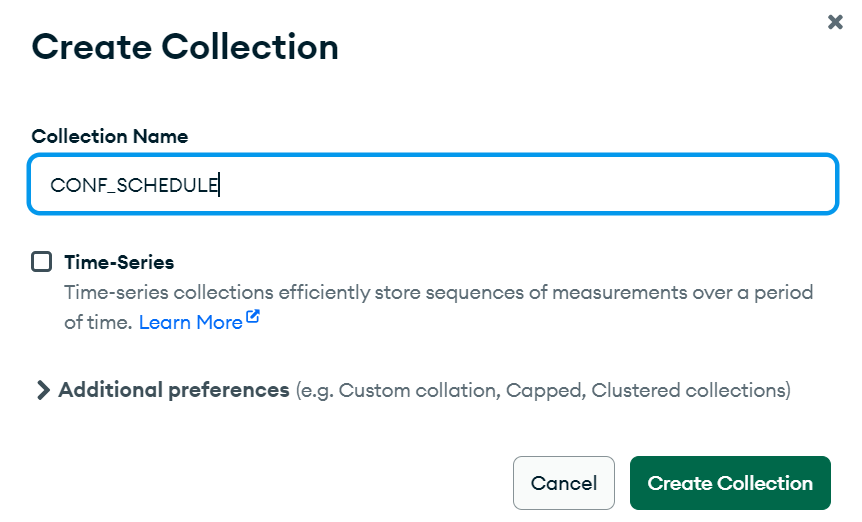 Create Collection
Collection Name
CONF_SCHEDULE
Time-Series
Time-series collections efficiently store sequences of measurements over a period
of time. Learn More
Additional preferences (e.g. Custom collation, Capped, Clustered collections)
Cancel
Create Collection